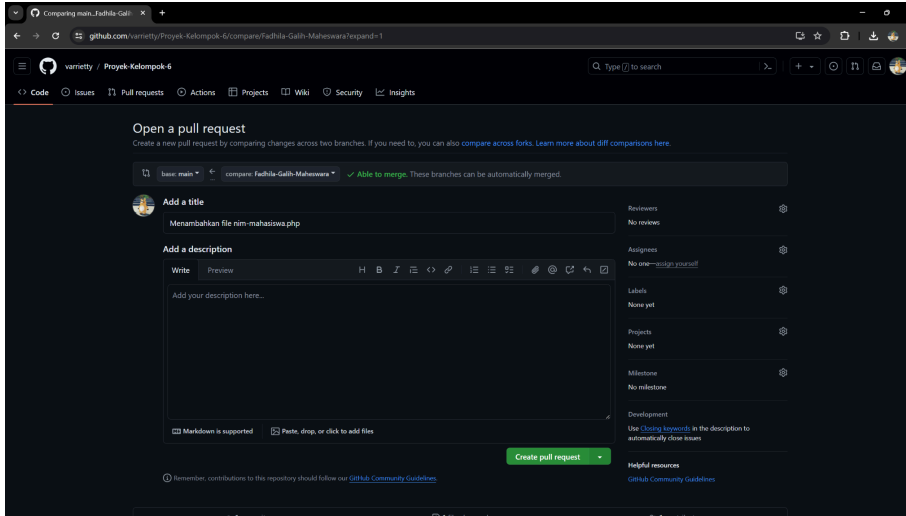 Comparing main...Fadhila-Galih
github.com/varrietty/Proyek-Kelompok-6/compare/Fadhila-Galih-Maheswara?expand=1
varrietty / Proyek-Kelompok-6
Type / to search
Code Issues Pull requests Actions Projects Wiki Security Insights
Open a pull request
Create a new pull request by comparing changes across two branches. If you need to, you can also compare across forks. Learn more about diff comparisons here.
base: main compare: Fadhila-Galih-Maheswara Able to merge. These branches can be automatically merged.
Add a title
Menambahkan file nim-mahasiswa.php
Add a description
Write Preview
Add your description here...
Markdown is supported Paste, drop, or click to add files
Create pull request
Remember, contributions to this repository should follow our GitHub Community Guidelines.
Reviewers
No reviews
Assignees
No one—assign yourself
Labels
None yet
Projects
None yet
Milestone
No milestone
Development
Use Closing keywords in the description to
automatically close issues
Helpful resources
GitHub Community Guidelines